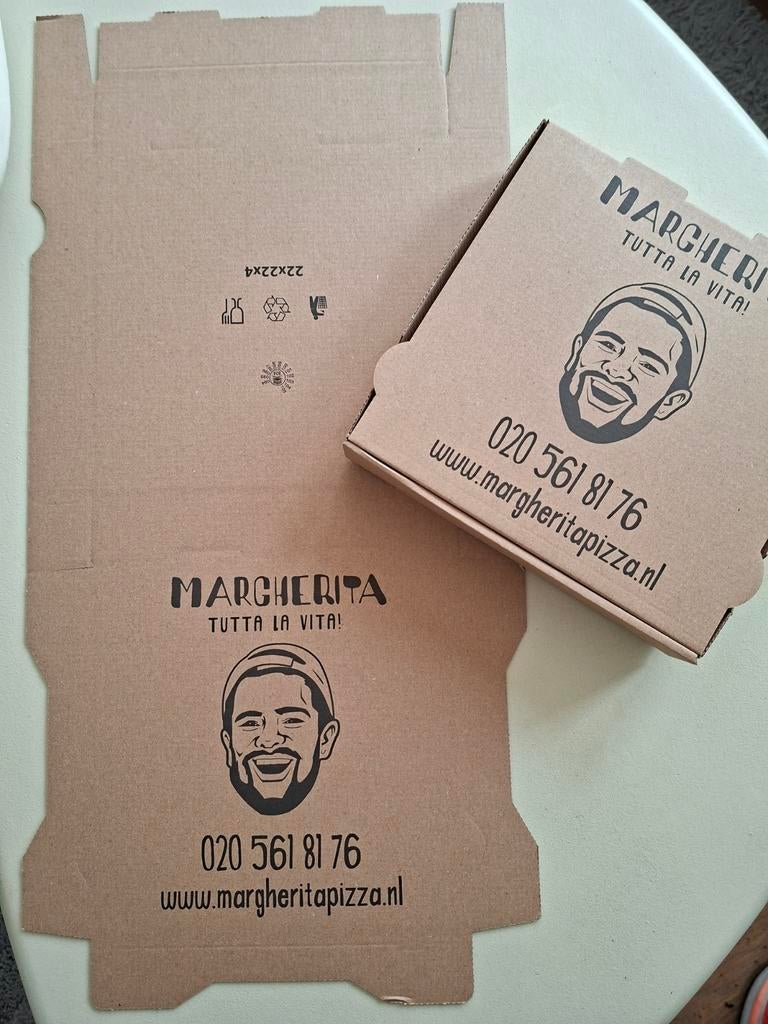 22x22x4
MARGHERITA
TUTTA LA VITA!
020 561 81 76
www.margheritapizza.nl
MARGHERIT
TUTTA LA VITA!
020 561 81 76
www.margheritapizza.nl